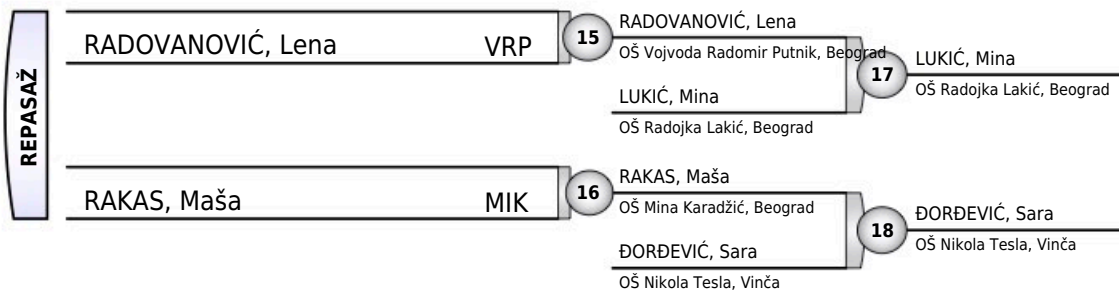 REPASAŽ
RADOVANOVIĆ, Lena VRP
15
RADOVANOVIĆ, Lena
OŠ Vojvoda Radomir Putnik, Beograd
LUKIĆ, Mina
OŠ Radojka Lakić, Beograd
17
LUKIĆ, Mina
OŠ Radojka Lakić, Beograd
RAKAS, Maša MIK
16
RAKAS, Maša
OŠ Mina Karadžić, Beograd
ĐORĐEVIĆ, Sara
OŠ Nikola Tesla, Vinča
18
ĐORĐEVIĆ, Sara
OŠ Nikola Tesla, Vinča